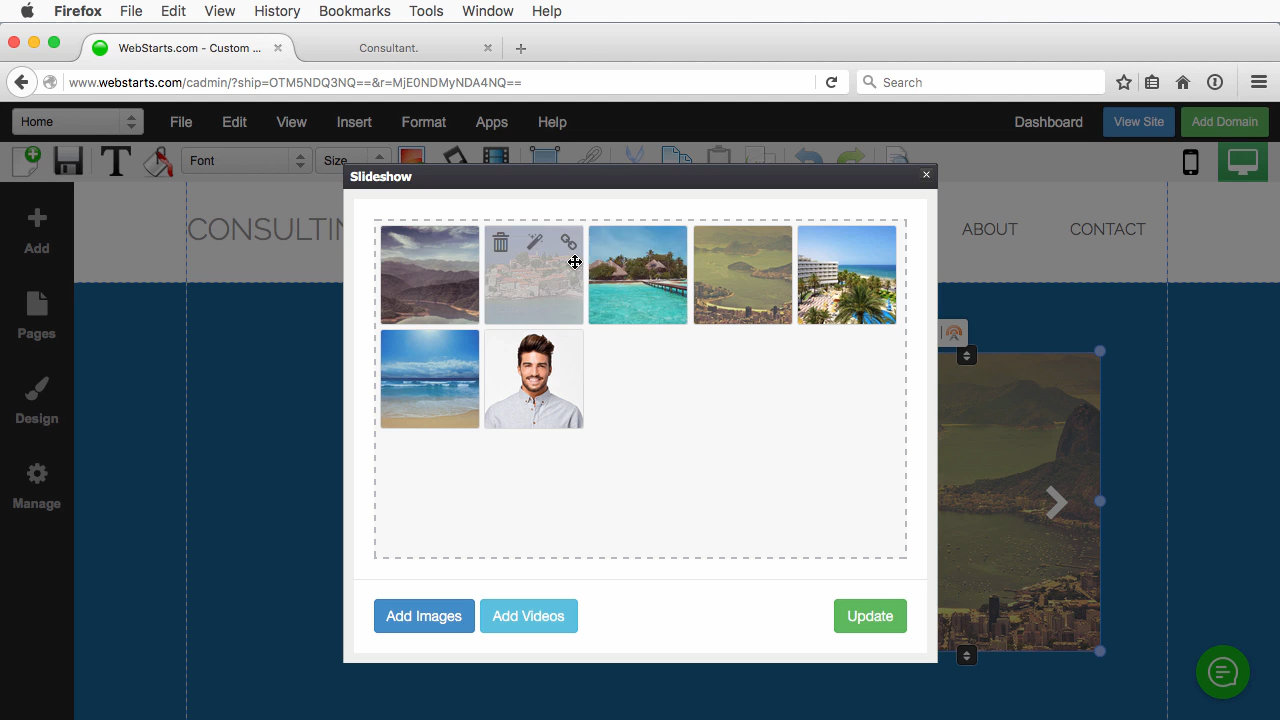 Firefox File Edit View History Bookmarks Tools Window Help
WebStarts.com - Custom ... Consultant.
www.webstarts.com/cadmin/?ship=OTM5NDQ3NQ==&r=MjE0NDMyNDA4NQ== Search
Home File Edit View Insert Format Apps Help Dashboard View Site Add Domain
T Font Size
Slideshow
CONSULTIN ABOUT CONTACT
Add
Pages
Design
Manage
Add Images Add Videos Update